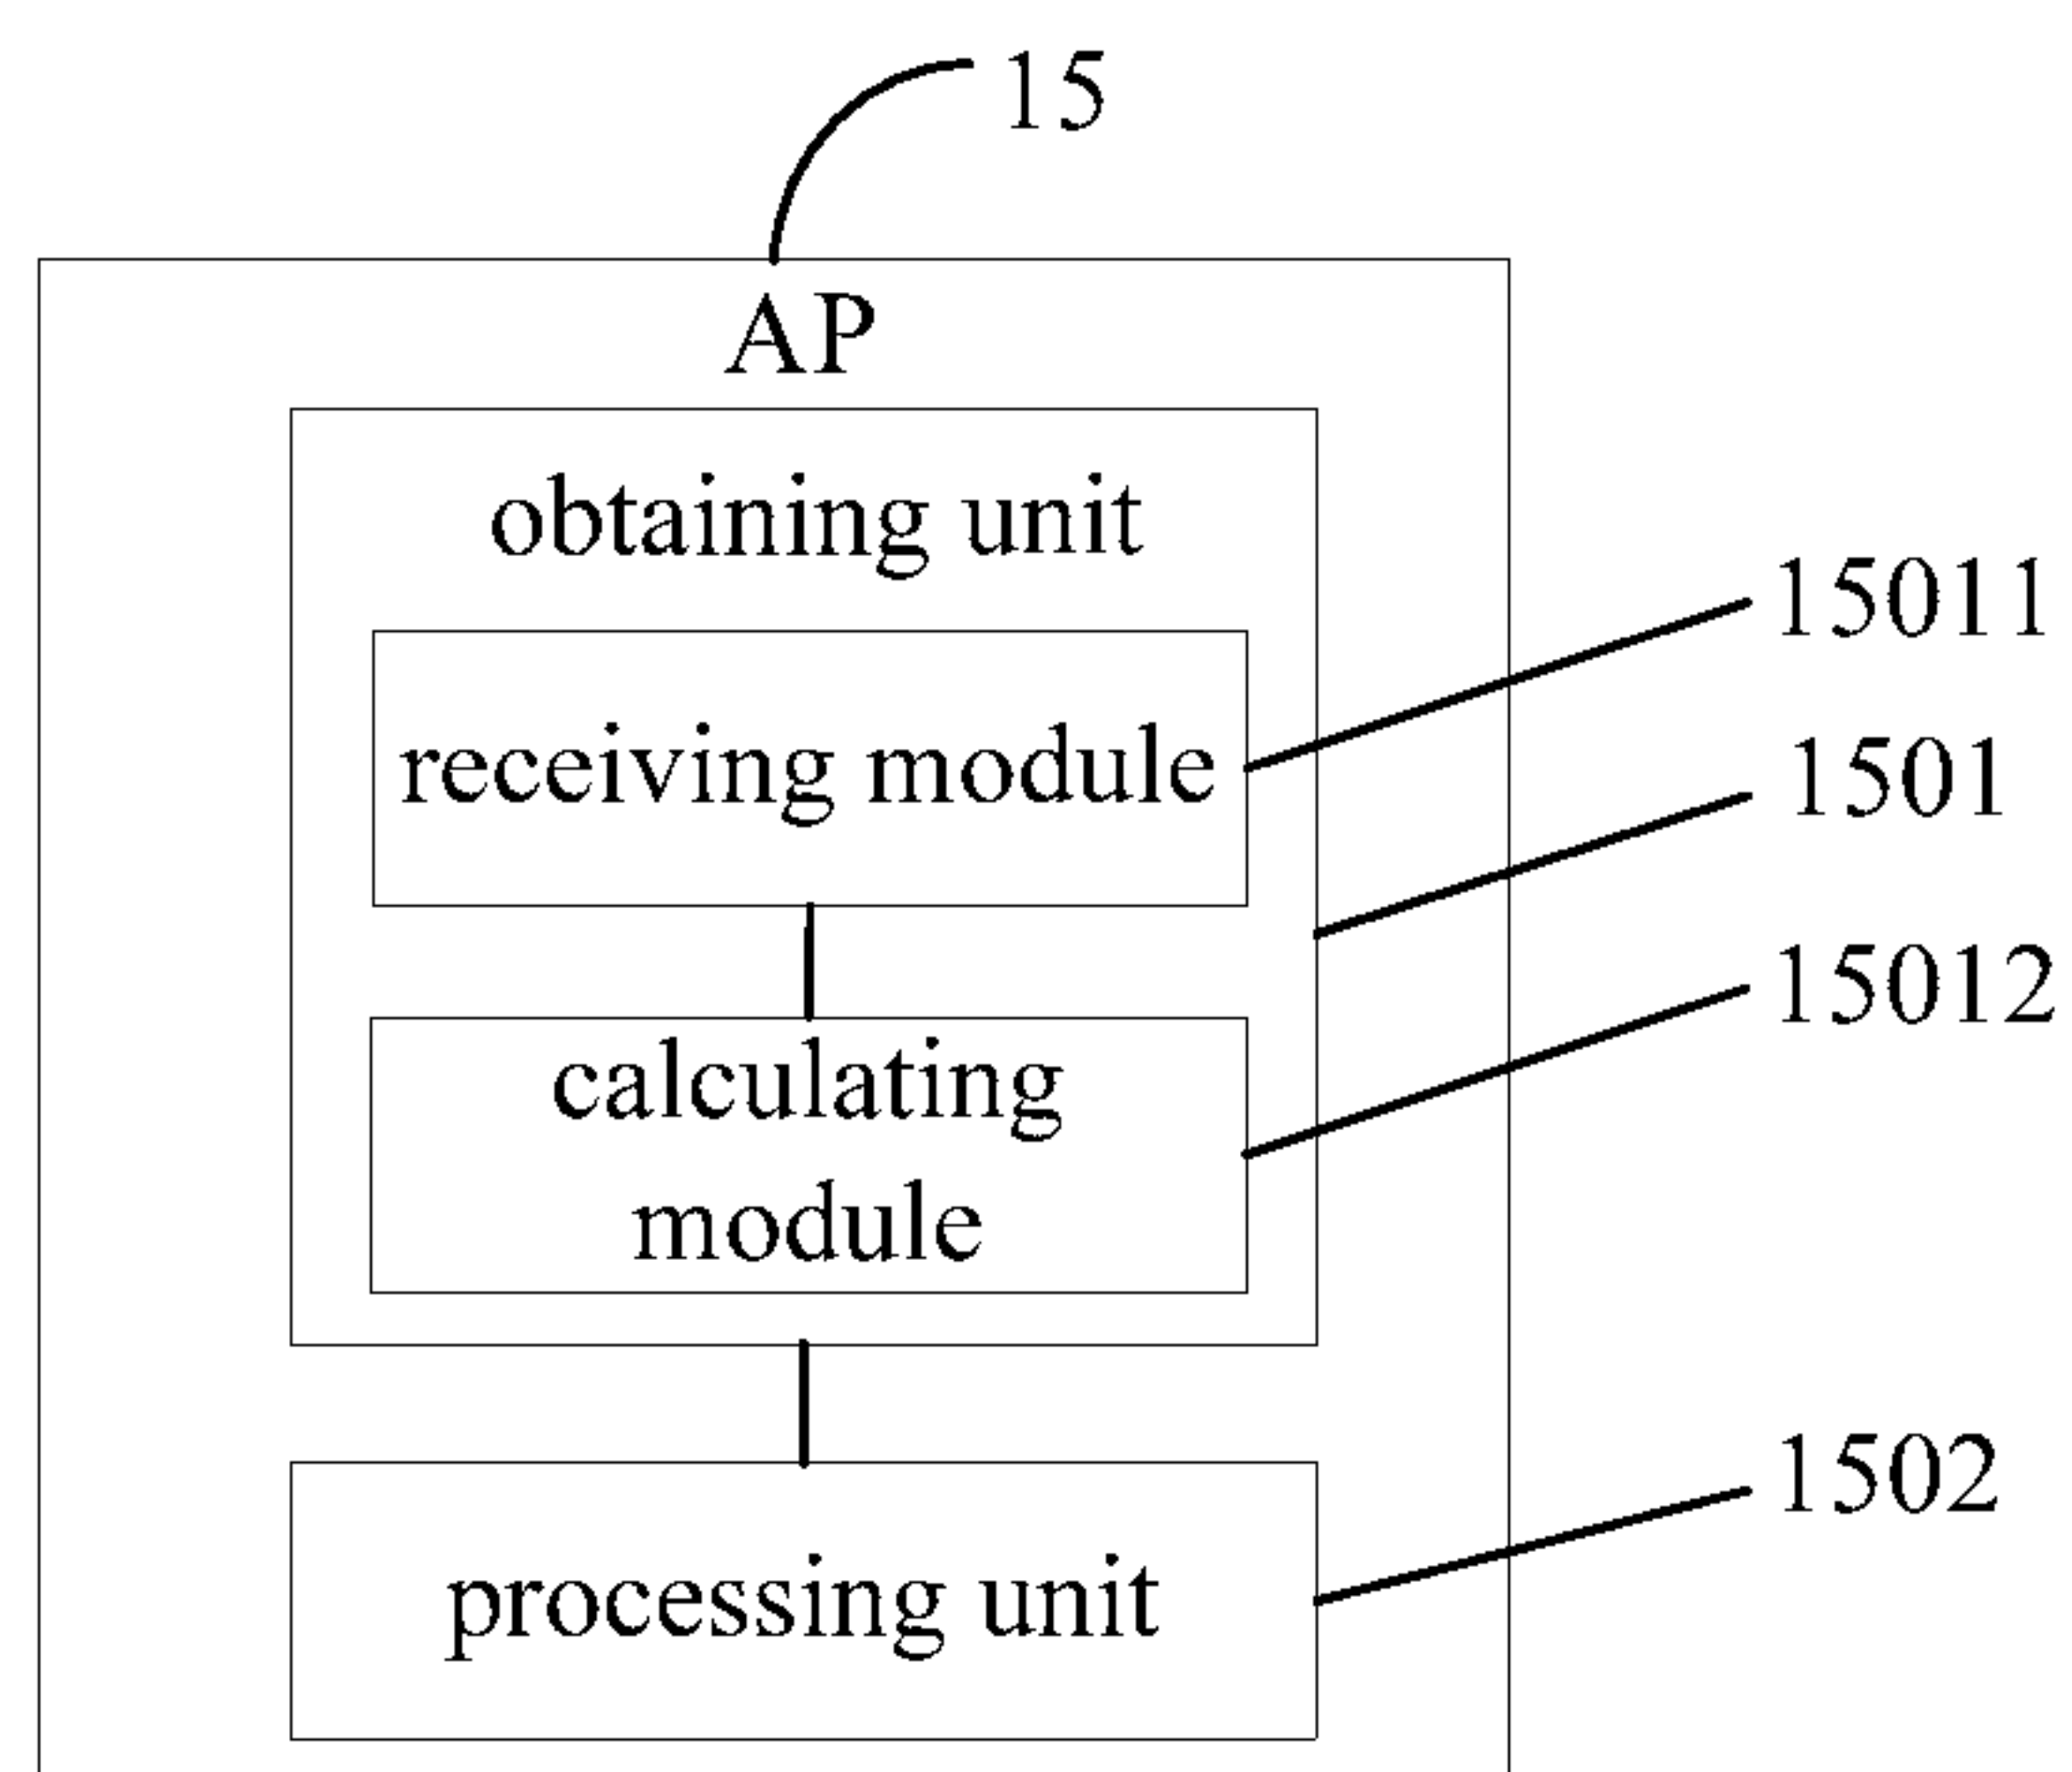 15
AP
obtaining unit
15011
receiving module
1501
15012
calculating
module
1502
processing unit